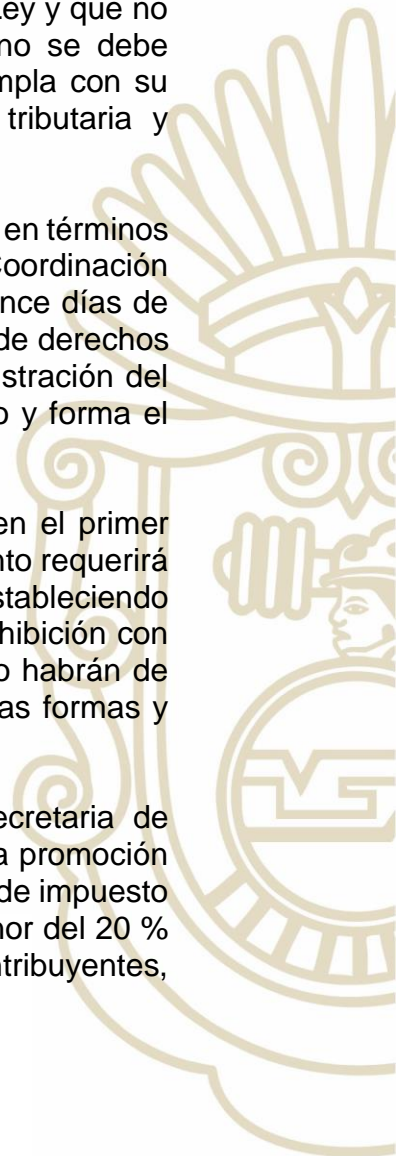 Ley y que no
no se debe
mpla con su
tributaria y
en términos
Coordinación
nce días de
de derechos
stración del
o y forma el
en el primer
nto requerirá
stableciendo
hibición con
o habrán de
as formas y
ecretaria de
a promoción
de impuesto
nor del 20 %
ntribuyentes,